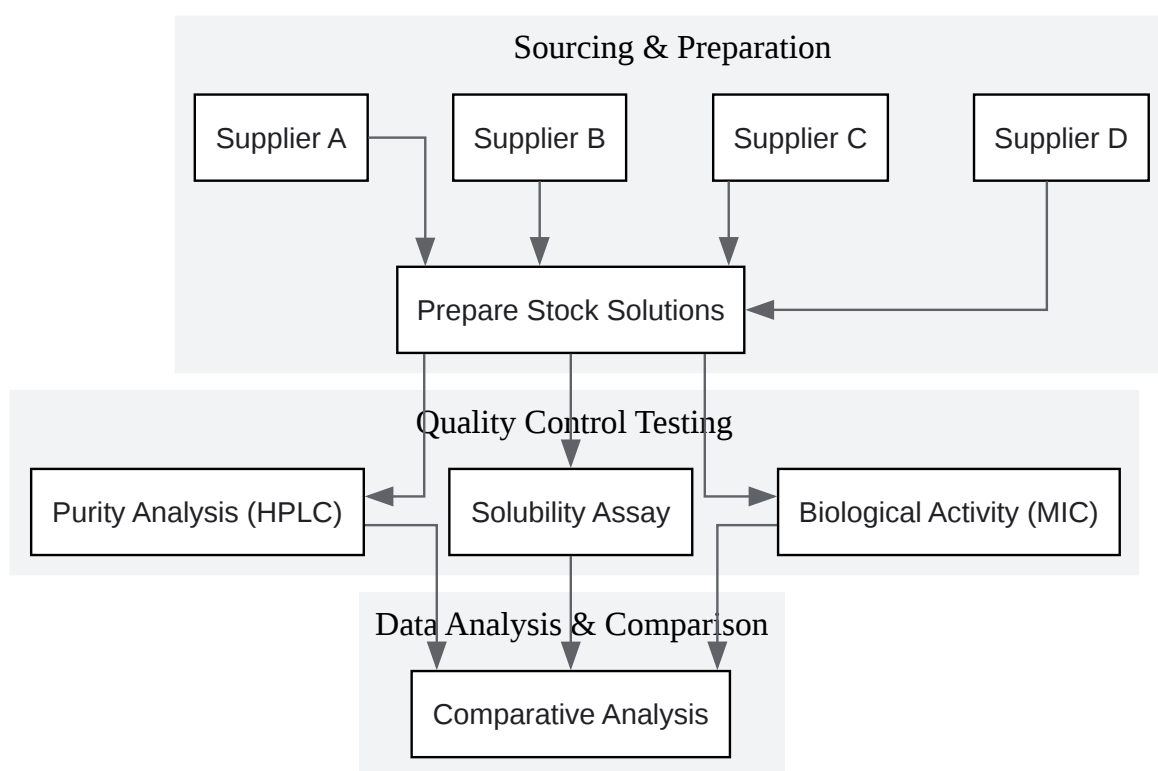 Sourcing & Preparation
Supplier A
Supplier B
Supplier C
Supplier D
Prepare Stock Solutions
Quality Control Testing
Purity Analysis (HPLC)
Solubility Assay
Biological Activity (MIC)
Data Analysis & Comparison
Comparative Analysis